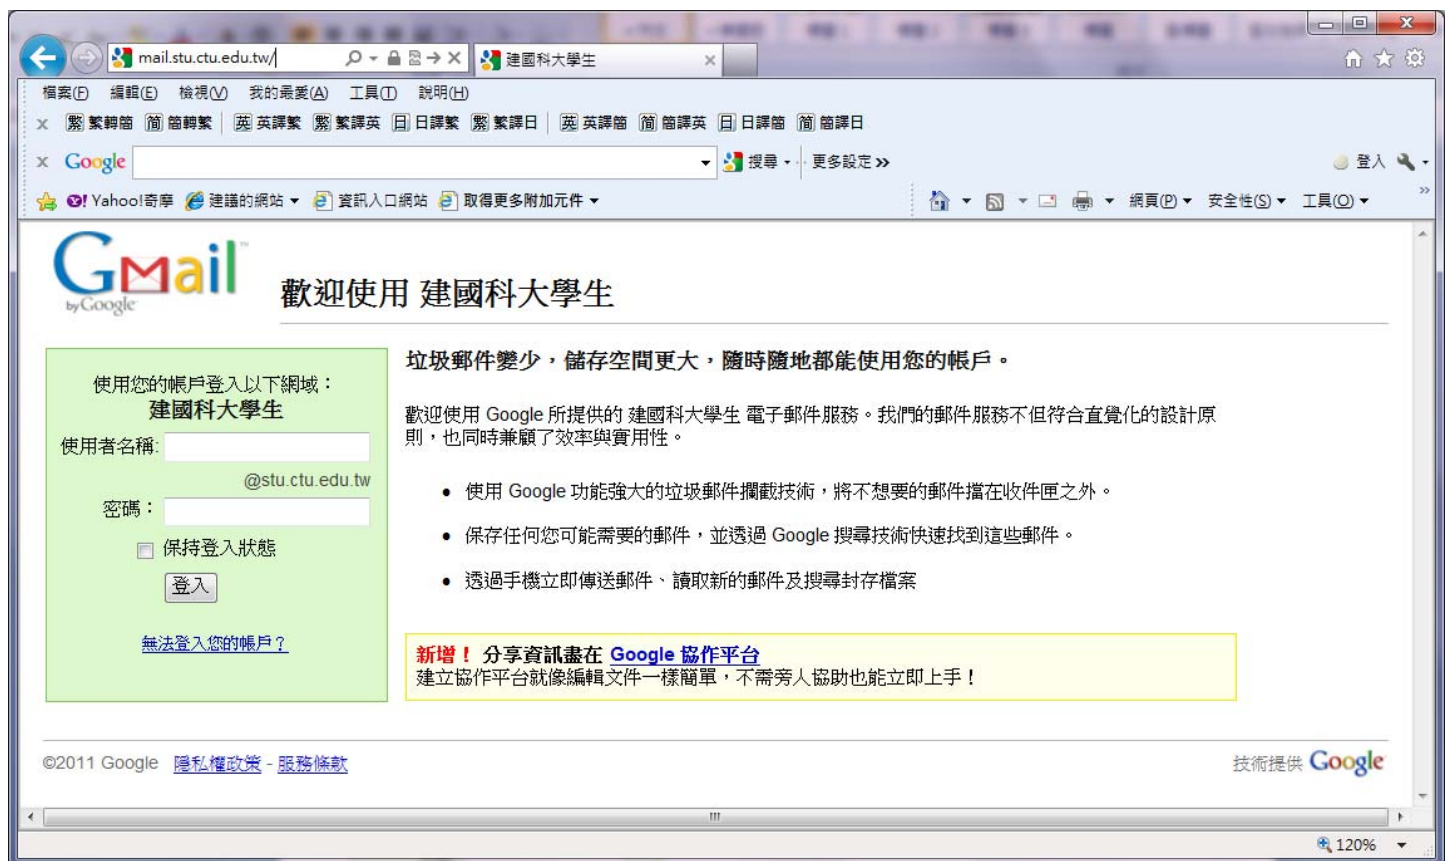 mail.stu.ctu.edu.tw/ 建國科大學生
檔案(F) 編輯(E) 檢視(V) 我的最愛(A) 工具(T) 說明(H)
x 繁 繁轉簡 簡 簡轉繁 英 英譯繁 繁 繁譯英 日 日譯繁 繁 繁譯日 英 英譯簡 簡 簡譯英 日 日譯簡 簡 簡譯日
x Google 搜尋 更多設定 » 登入
Yahoo!奇摩 建議的網站 資訊入口網站 取得更多附加元件 網頁(P) 安全性(S) 工具(O) »
Gmail™
by Google
歡迎使用 建國科大學生
使用您的帳戶登入以下網域：
建國科大學生
使用者名稱:
@stu.ctu.edu.tw
密碼：
保持登入狀態
登入
無法登入您的帳戶？
垃圾郵件變少，儲存空間更大，隨時隨地都能使用您的帳戶。
歡迎使用 Google 所提供的 建國科大學生 電子郵件服務。我們的郵件服務不但符合直覺化的設計原
則，也同時兼顧了效率與實用性。
• 使用 Google 功能強大的垃圾郵件攔截技術，將不想要的郵件擋在收件匣之外。
• 保存任何您可能需要的郵件，並透過 Google 搜尋技術快速找到這些郵件。
• 透過手機立即傳送郵件、讀取新的郵件及搜尋封存檔案
新增！ 分享資訊盡在 Google 協作平台
建立協作平台就像編輯文件一樣簡單，不需旁人協助也能立即上手！
©2011 Google 隱私權政策 - 服務條款 技術提供 Google
120%